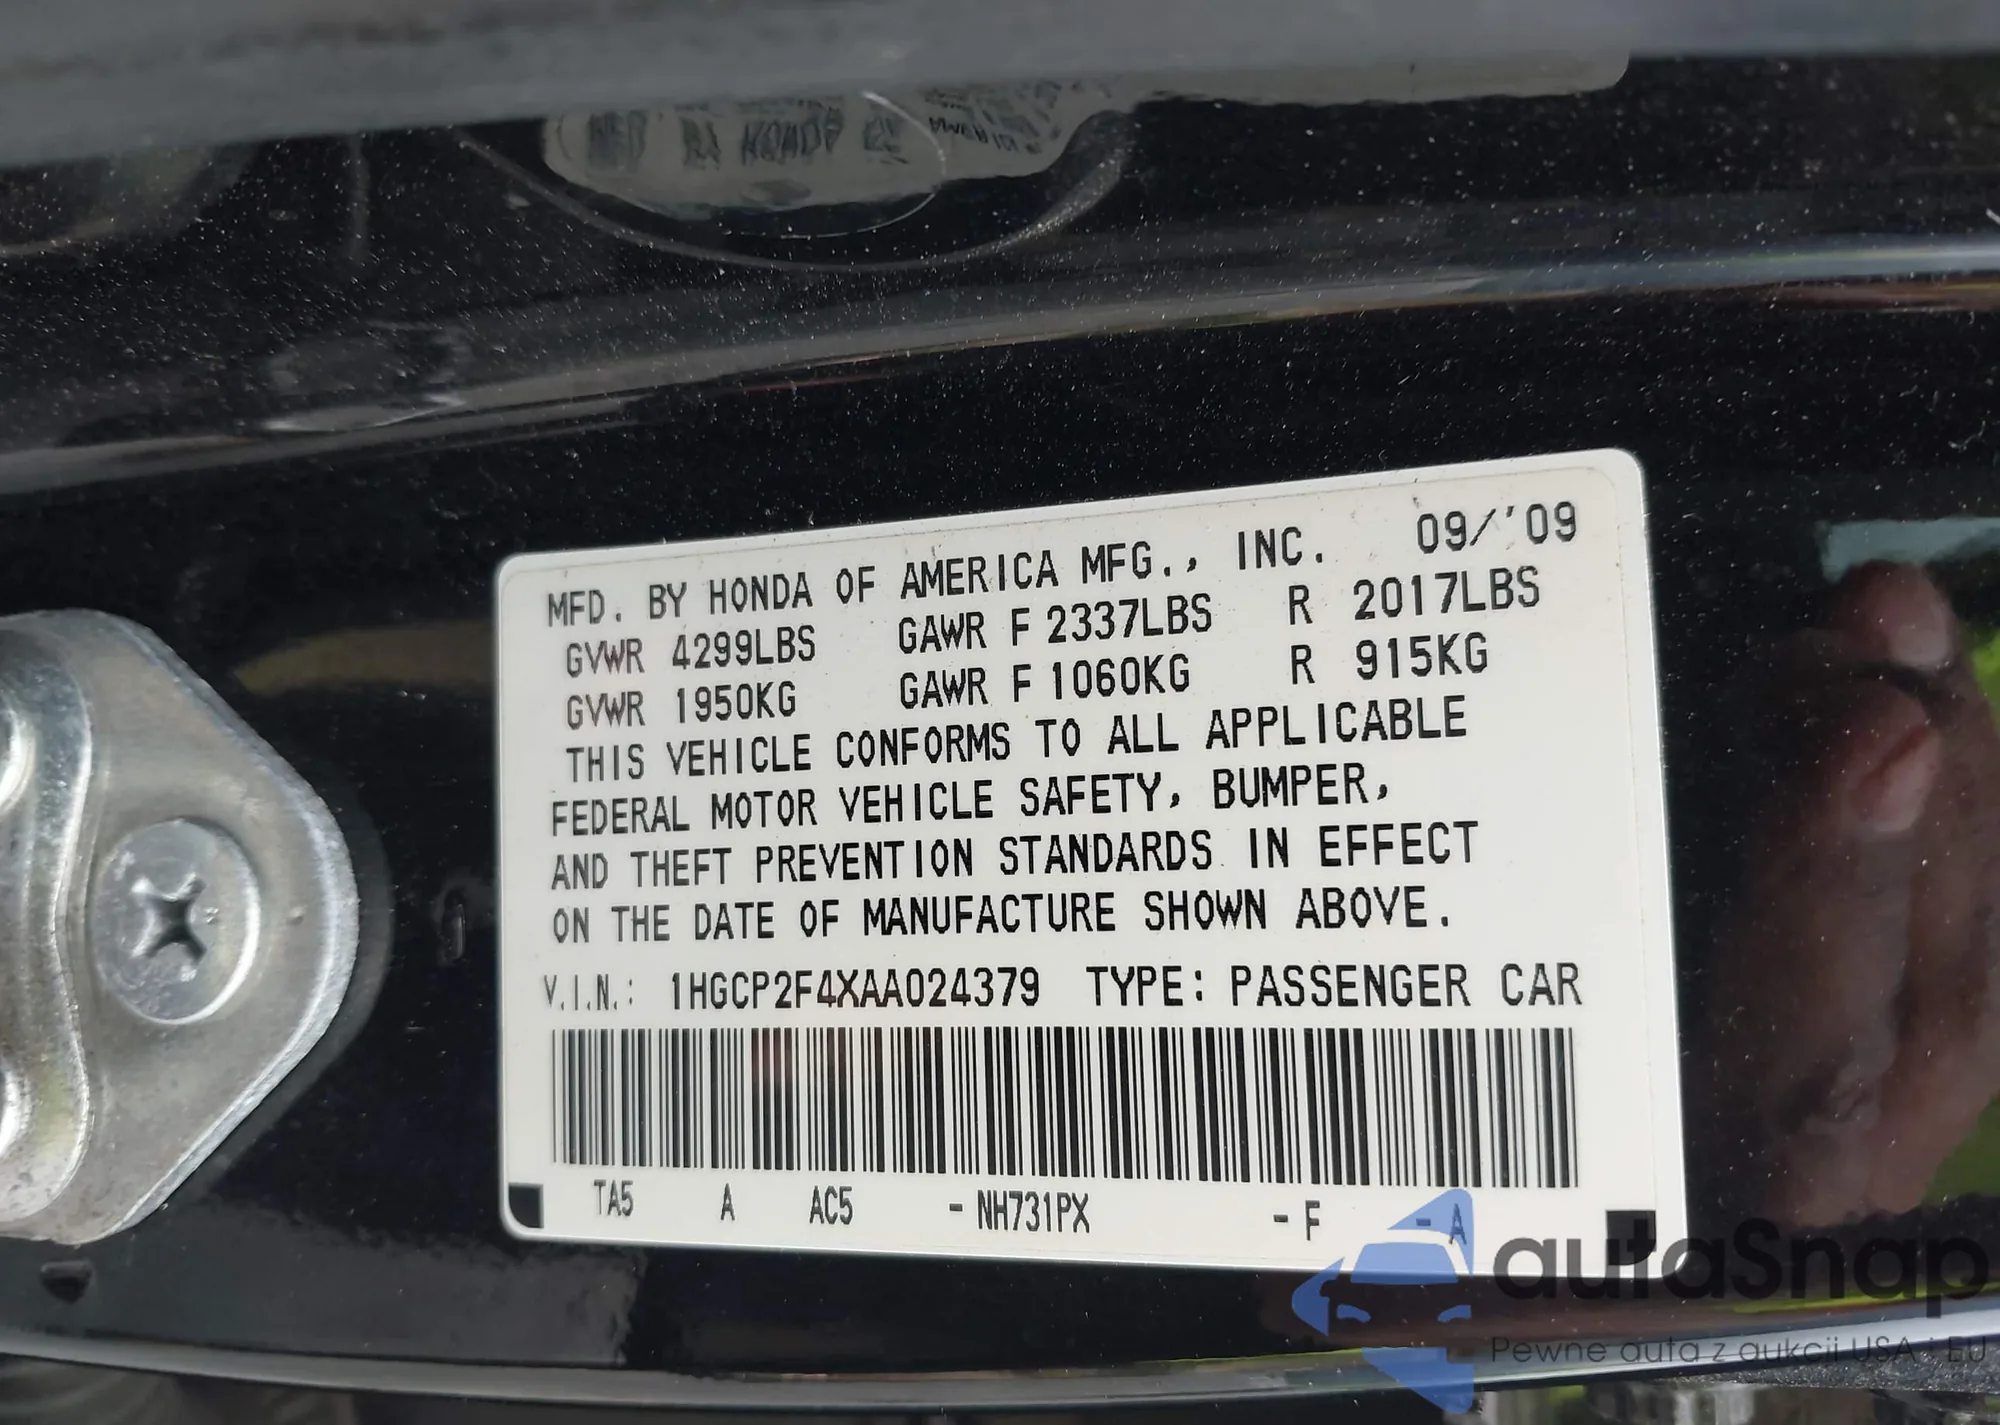 MFD. BY HONDA OF AMERICA MFG., INC. 09/'09
GVWR 4299LBS GAWR F 2337LBS R 2017LBS
GVWR 1950KG GAWR F 1060KG R 915KG
THIS VEHICLE CONFORMS TO ALL APPLICABLE
FEDERAL MOTOR VEHICLE SAFETY, BUMPER,
AND THEFT PREVENTION STANDARDS IN EFFECT
ON THE DATE OF MANUFACTURE SHOWN ABOVE.
V.I.N.: 1HGCP2F4XAA024379 TYPE: PASSENGER CAR
TA5 A AC5 - NH731PX - F - A
autaSnap
Pewne auta z aukcji USA i EU